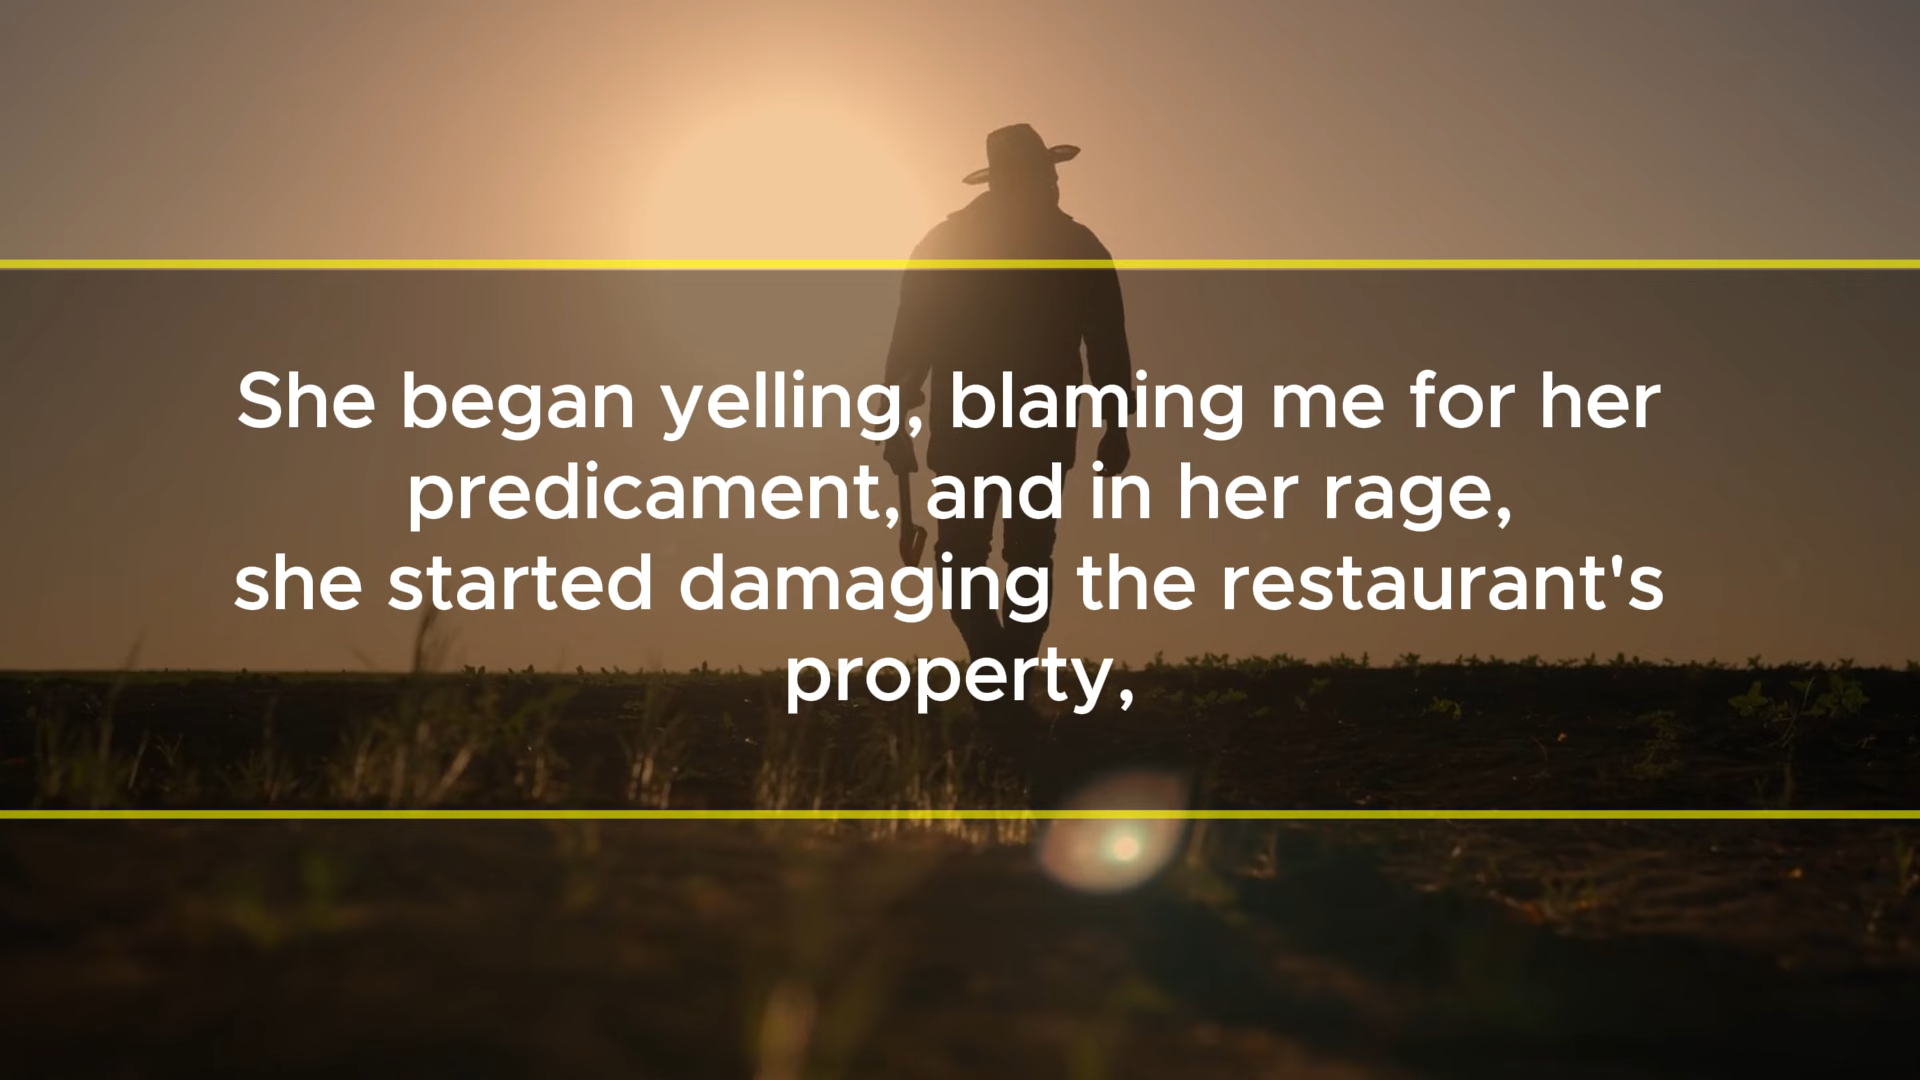 She began yelling, blaming me for her
predicament, and in her rage,
she started damaging the restaurant's
property,